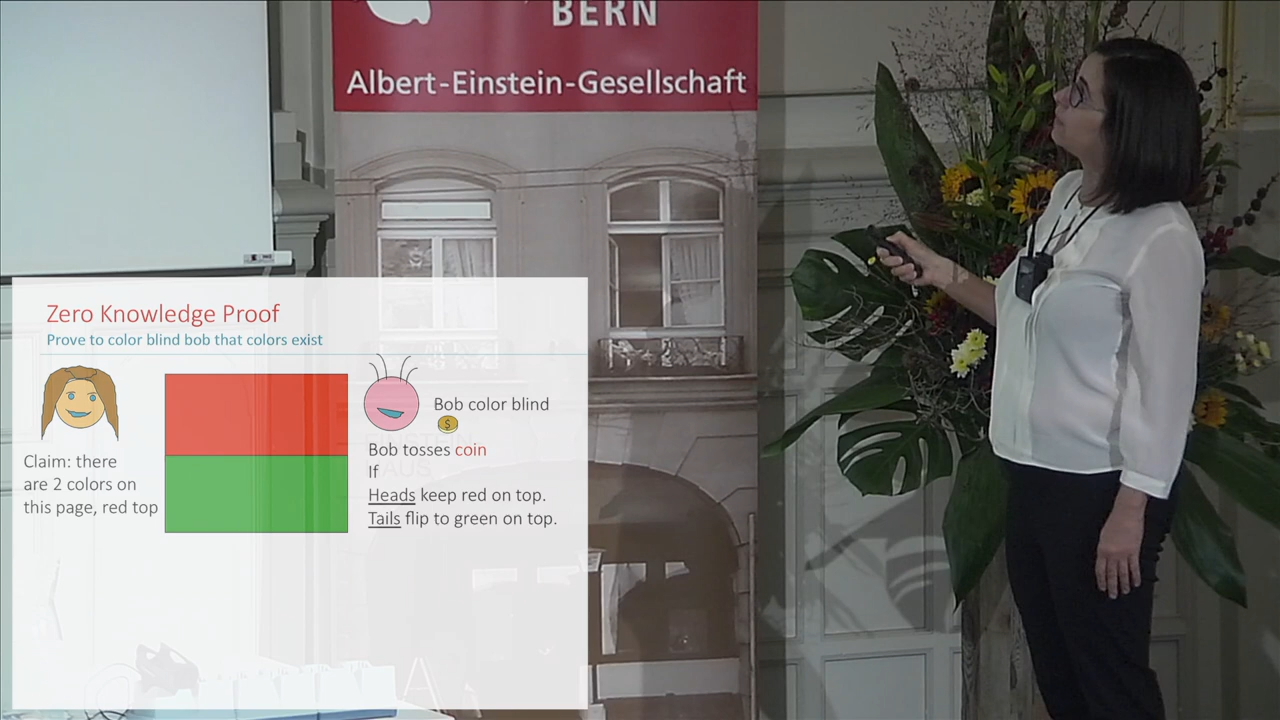 BERN
Albert-Einstein-Gesellschaft
Zero Knowledge Proof
Prove to color blind bob that colors exist
Bob color blind
$
Claim: there
are 2 colors on
this page, red top
Bob tosses coin
If
Heads keep red on top.
Tails flip to green on top.